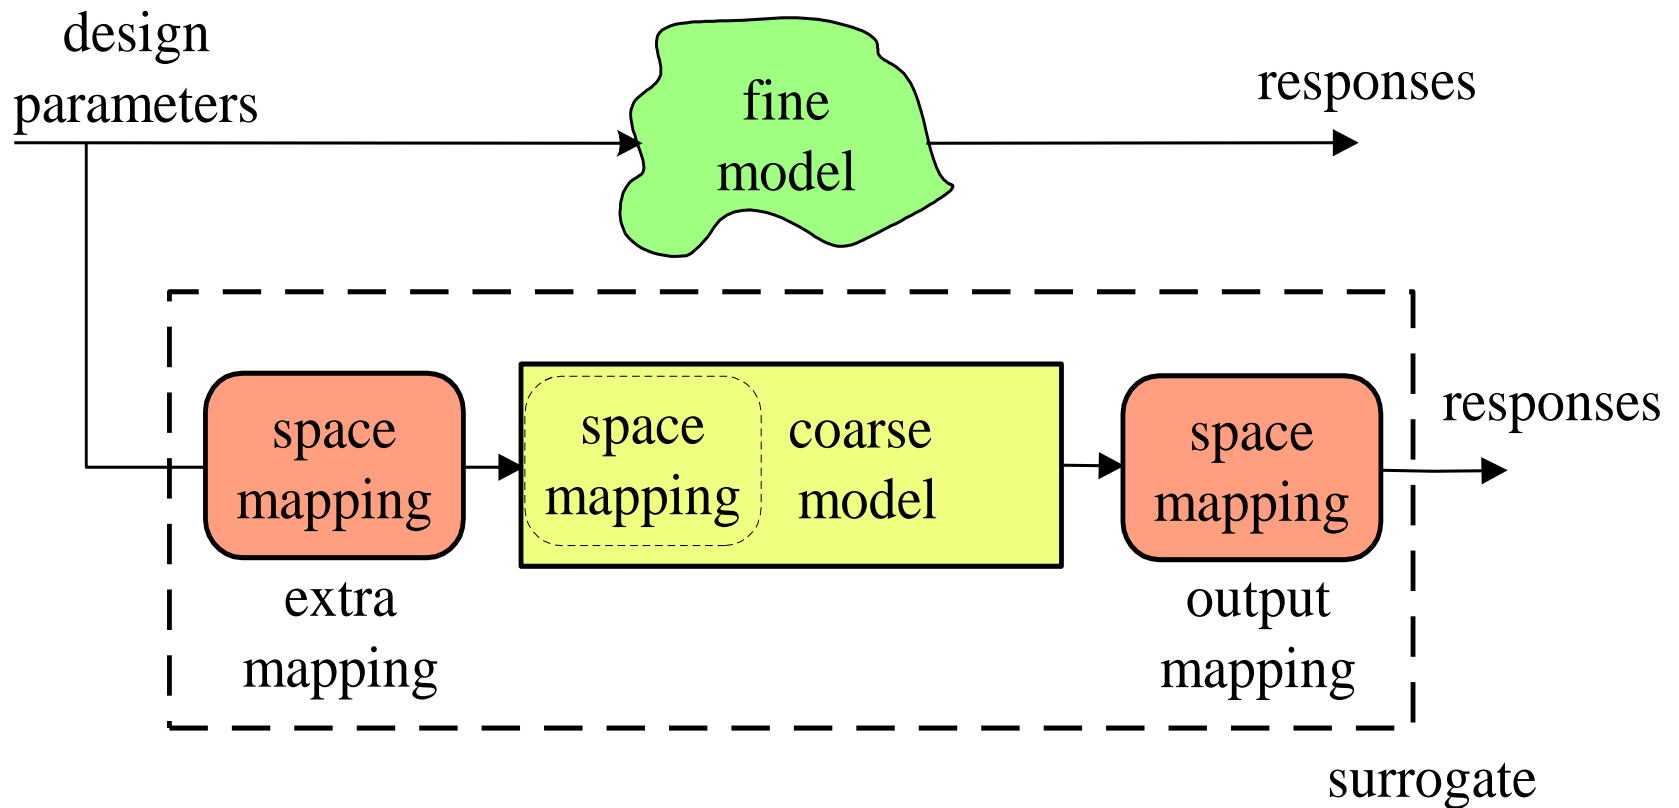 design
parameters
fine
model
responses
space
mapping
extra
mapping
space
mapping
coarse
model
space
mapping
output
mapping
responses
surrogate